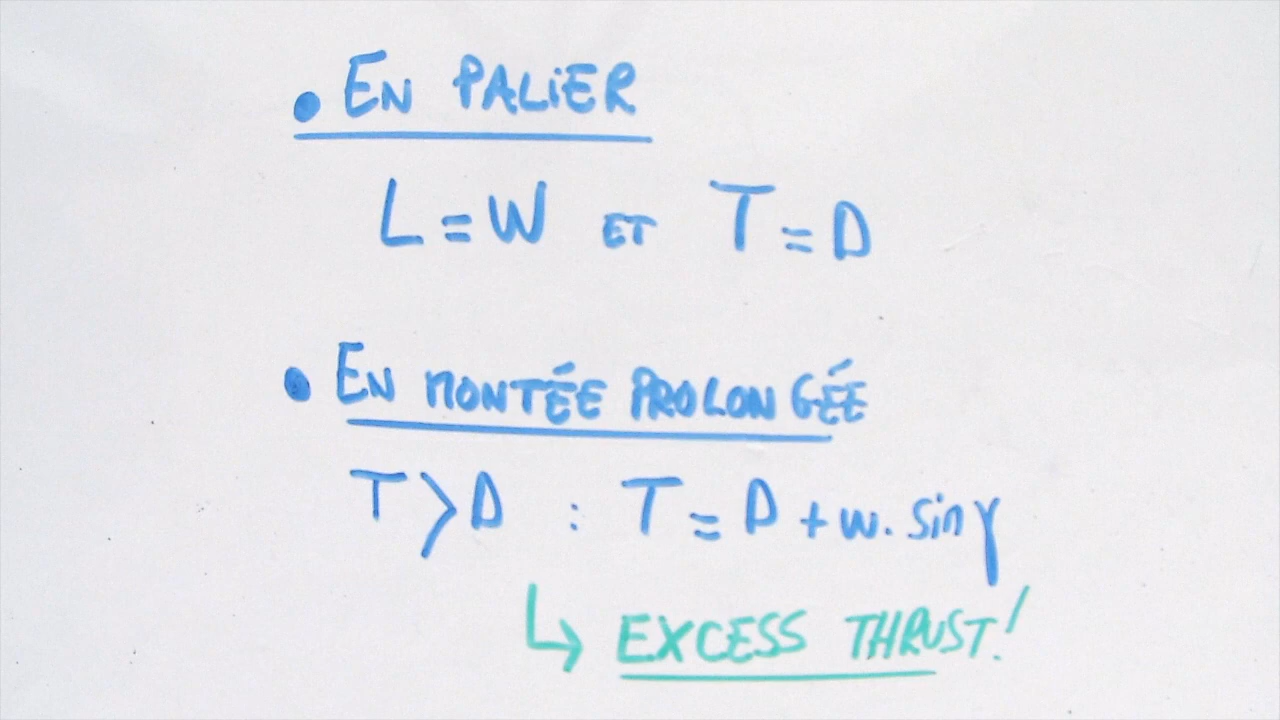 • EN PALiER
L = W ET T = D
• EN MONTÉE PROLONGÉE
T > D : T = D + w. Sin γ
↳ EXCESS THRUST!